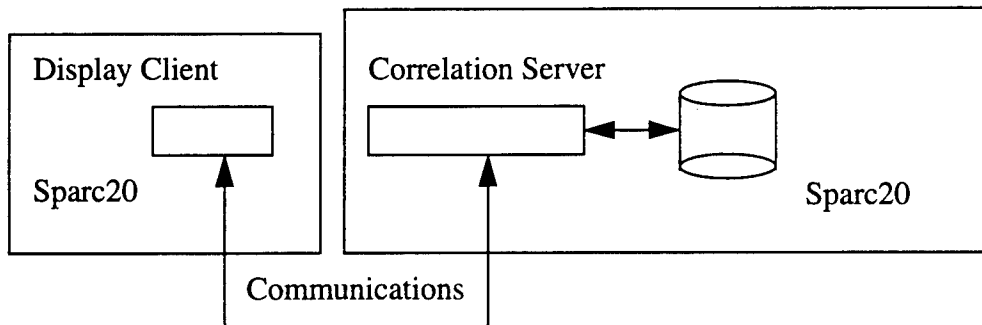 Display Client
Sparc20
Correlation Server
Sparc20
Communications